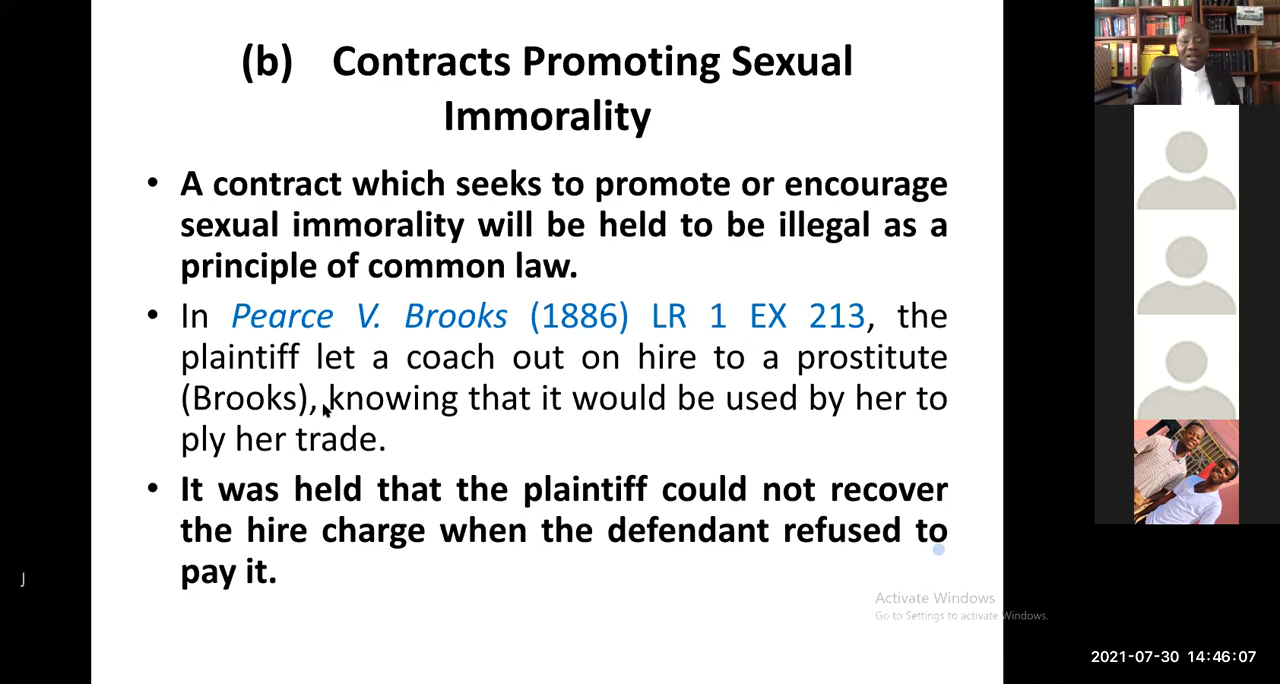 (b) Contracts Promoting Sexual
Immorality
• A contract which seeks to promote or encourage
sexual immorality will be held to be illegal as a
principle of common law.
• In Pearce V. Brooks (1886) LR 1 EX 213, the
plaintiff let a coach out on hire to a prostitute
(Brooks), knowing that it would be used by her to
ply her trade.
• It was held that the plaintiff could not recover
the hire charge when the defendant refused to
pay it.
J
Activate Windows
Go to Settings to activate Windows.
2021-07-30 14:46:07